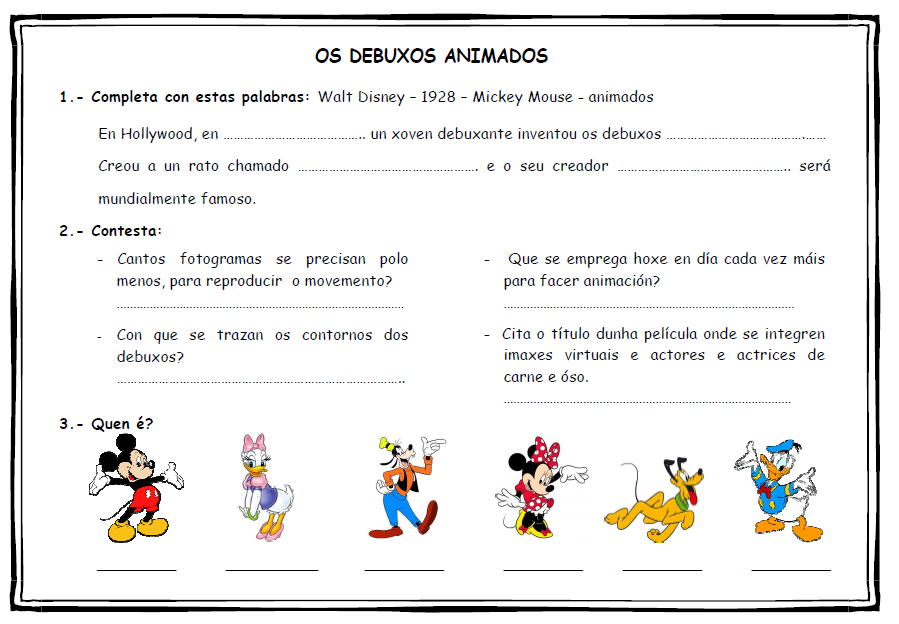 OS DEBUXOS ANIMADOS
1.- Completa con estas palabras: Walt Disney – 1928 – Mickey Mouse - animados
En Hollywood, en ………………………………….. un xoven debuxante inventou os debuxos ………………………………….……
Creou a un rato chamado ……………………………………………. e o seu creador ………………………………………….. será
mundialmente famoso.
2.- Contesta:
- Cantos fotogramas se precisan polo
menos, para reproducir o movemento?
…………………………………………………………………………
- Con que se trazan os contornos dos
debuxos?
………………………………………………………………………..
- Que se emprega hoxe en día cada vez máis
para facer animación?
…………………………………………………………………………
- Cita o título dunha película onde se integren
imaxes virtuais e actores e actrices de
carne e óso.
…………………………………………………………………………
3.- Quen é?